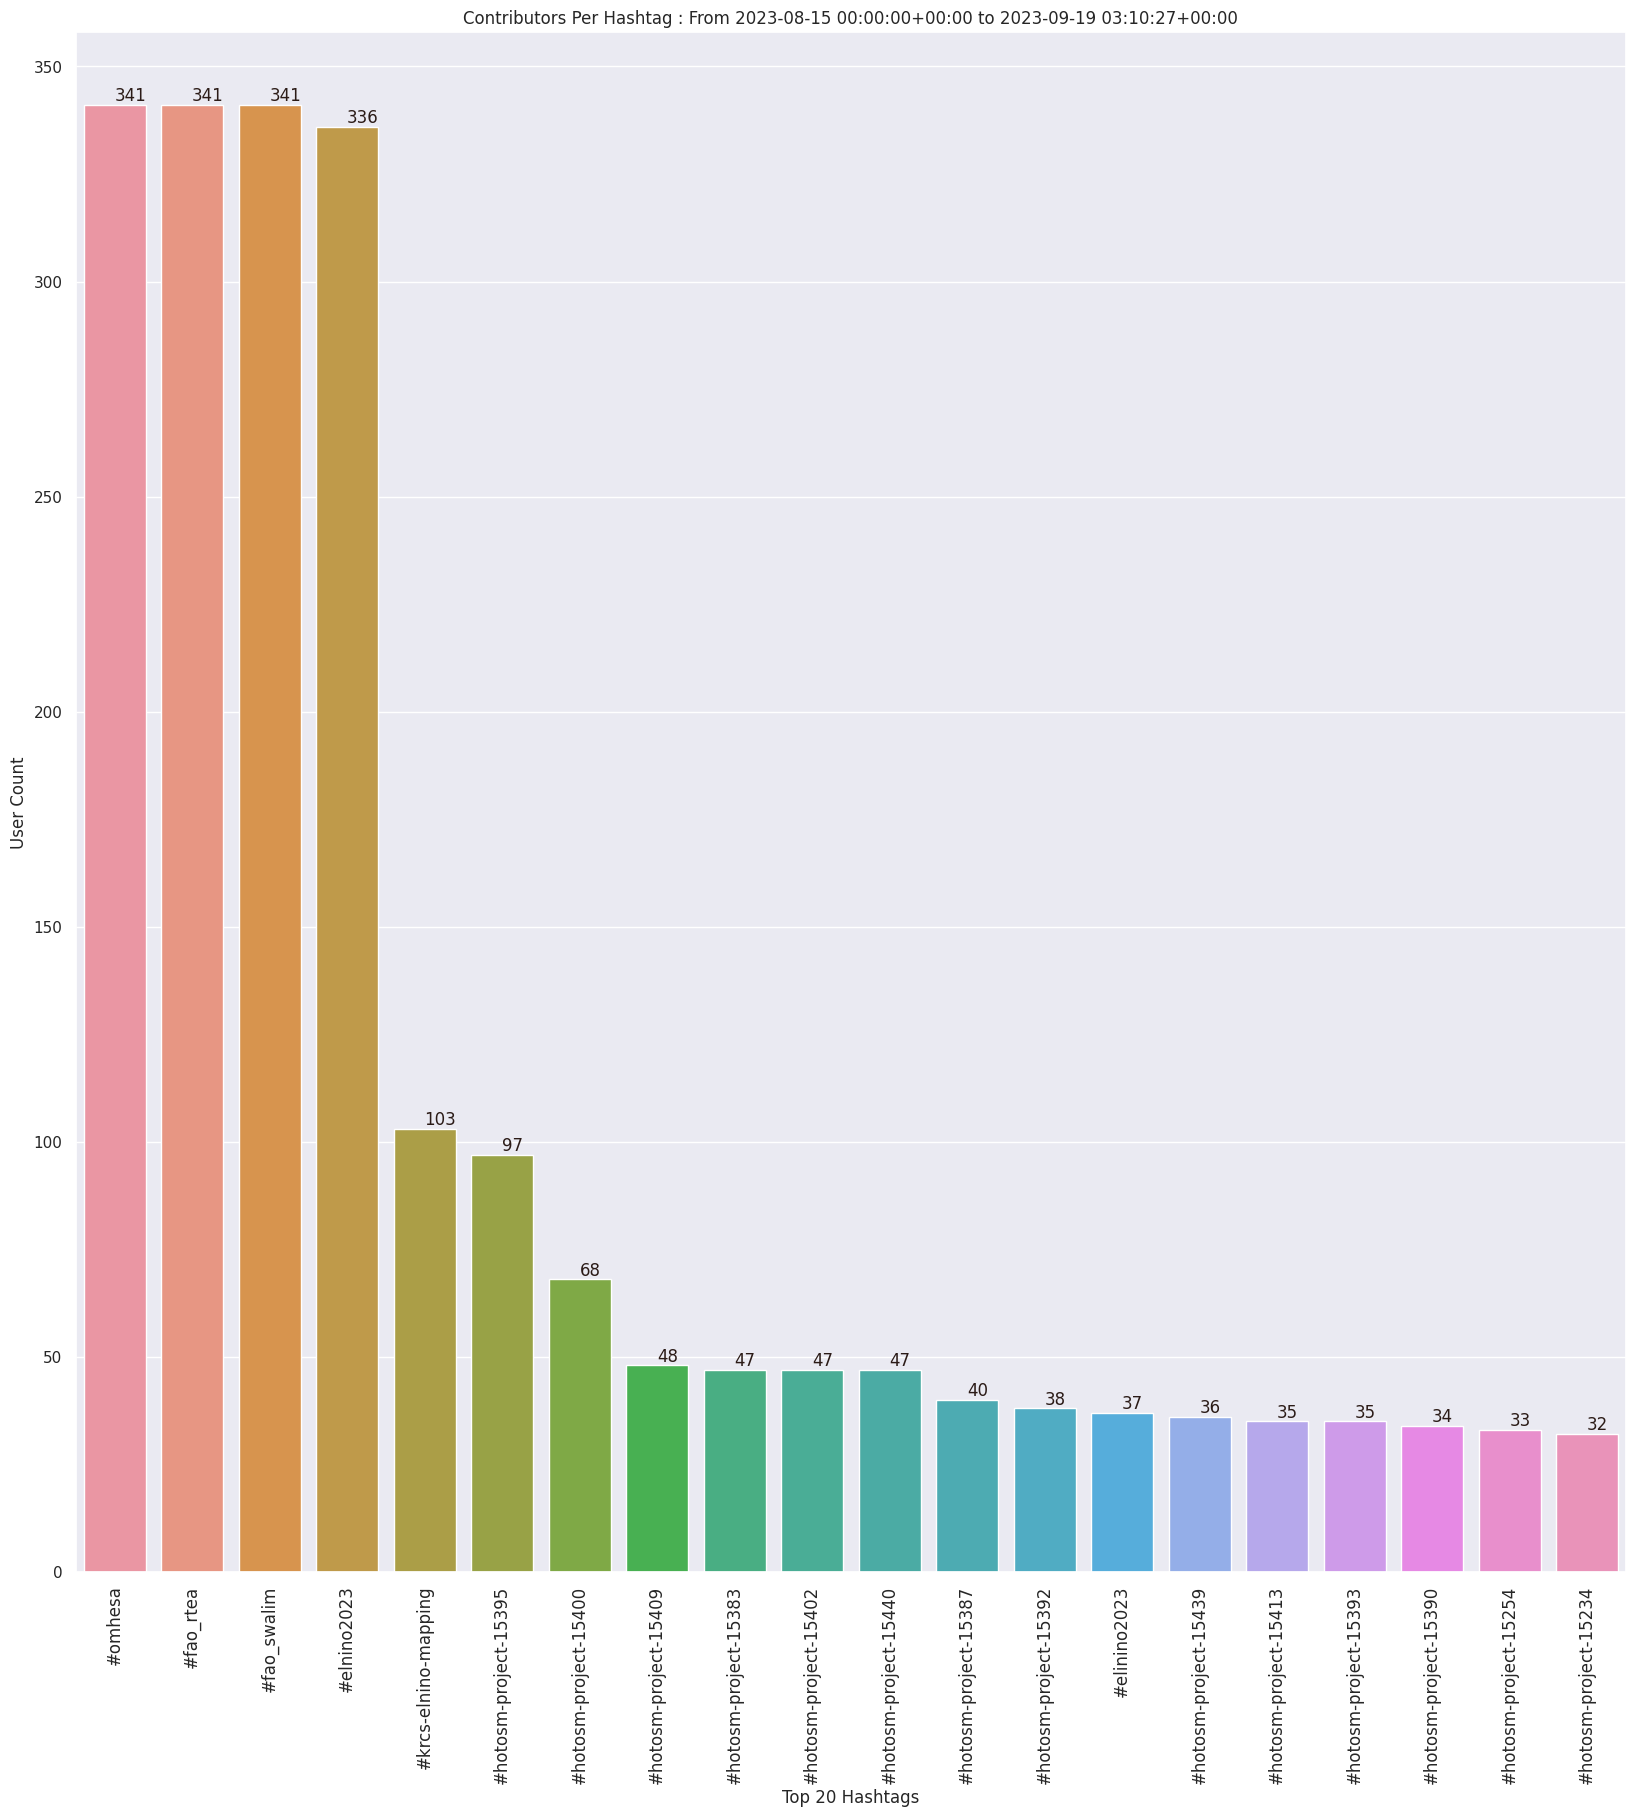 Contributors Per Hashtag : From 2023-08-15 00:00:00+00:00 to 2023-09-19 03:10:27+00:00
User Count
350
300
250
200
150
100
50
0
341
341
341
336
103
97
68
48
47
47
47
40
38
37
36
35
35
34
33
32
#omhesa
#fao_rtea
#fao_swalim
#elnino2023
#krcs-elnino-mapping
#hotosm-project-15395
#hotosm-project-15400
#hotosm-project-15409
#hotosm-project-15383
#hotosm-project-15402
#hotosm-project-15440
#hotosm-project-15387
#hotosm-project-15392
#elinino2023
#hotosm-project-15439
#hotosm-project-15413
#hotosm-project-15393
#hotosm-project-15390
#hotosm-project-15254
#hotosm-project-15234
Top 20 Hashtags